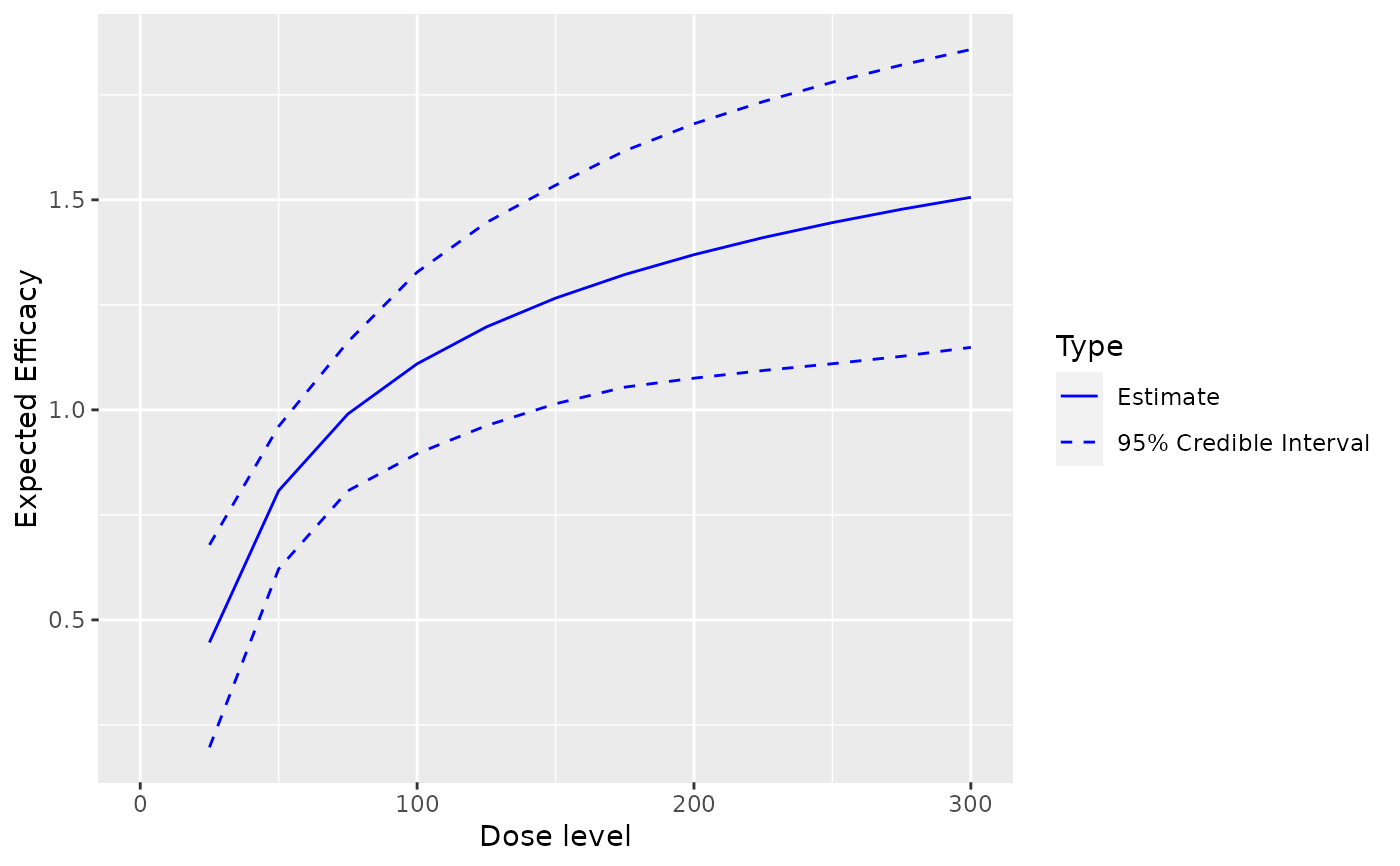 Expected Efficacy
1.5
1.0
0.5
0
100
200
300
Dose level
Type
Estimate
95% Credible Interval